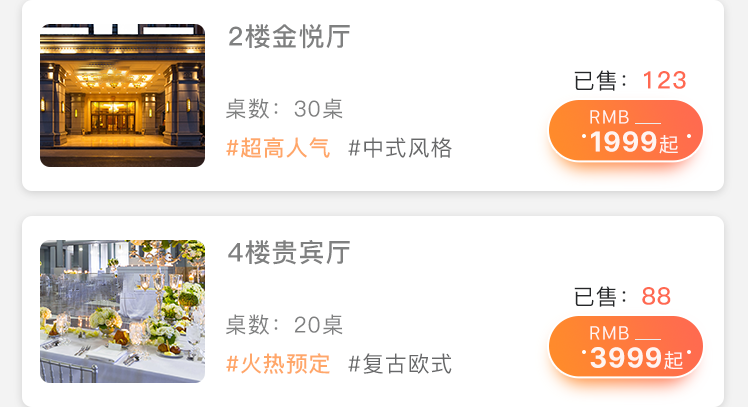 2楼金悦厅
已售：123
桌数：30桌
RMB
1999起
#超高人气 #中式风格
4楼贵宾厅
已售：88
桌数：20桌
RMB
3999起
#火热预定 #复古欧式